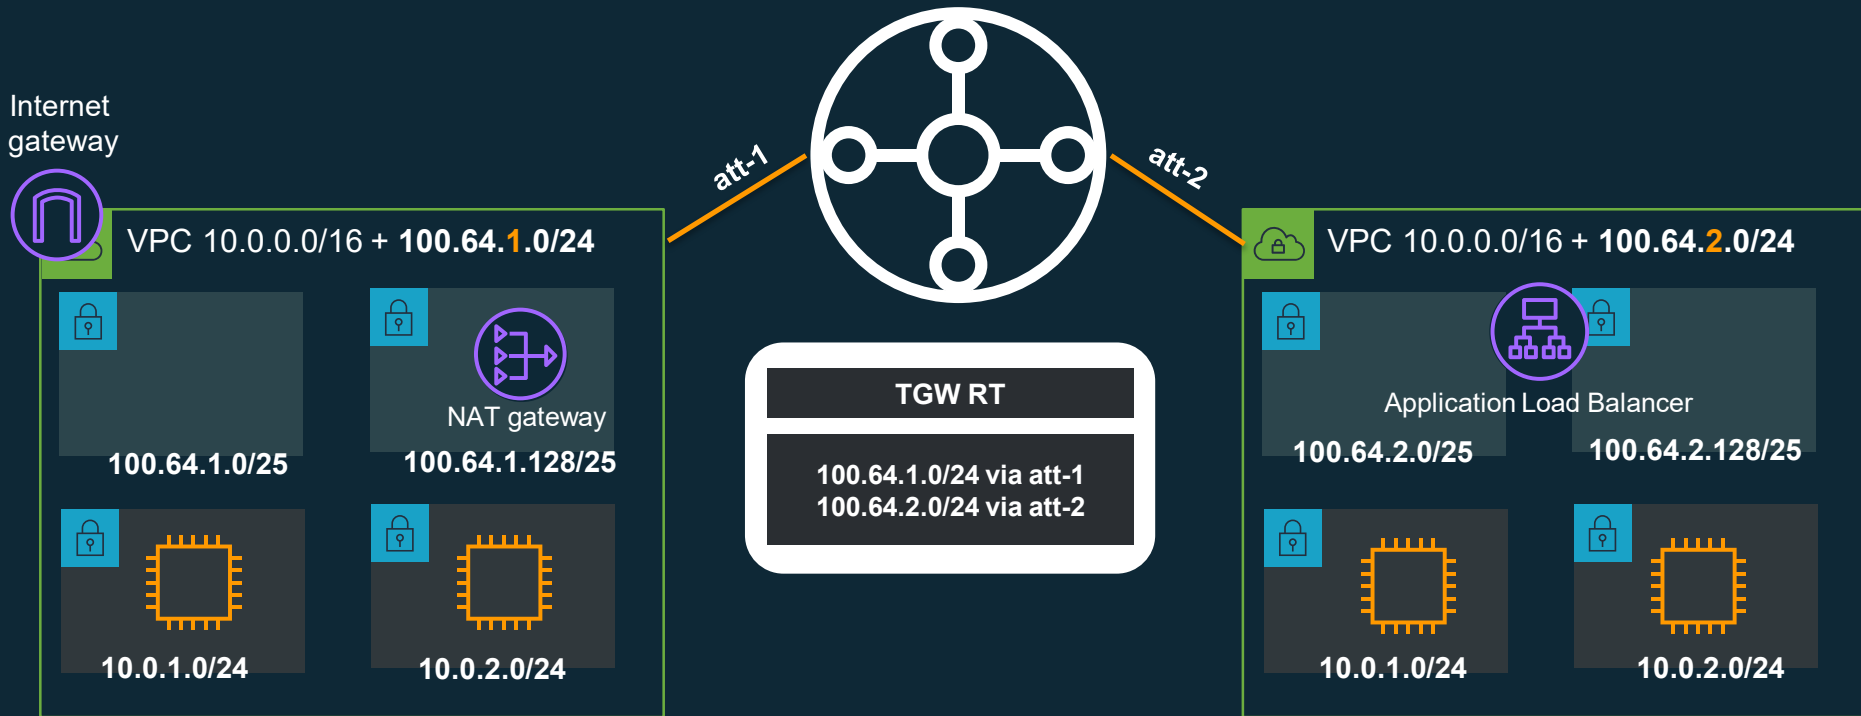 Internet
gateway
att-1
att-2
VPC 10.0.0.0/16 + 100.64.1.0/24
VPC 10.0.0.0/16 + 100.64.2.0/24
NAT gateway
100.64.1.0/25
100.64.1.128/25
10.0.1.0/24
10.0.2.0/24
TGW RT
100.64.1.0/24 via att-1
100.64.2.0/24 via att-2
Application Load Balancer
100.64.2.0/25
100.64.2.128/25
10.0.1.0/24
10.0.2.0/24